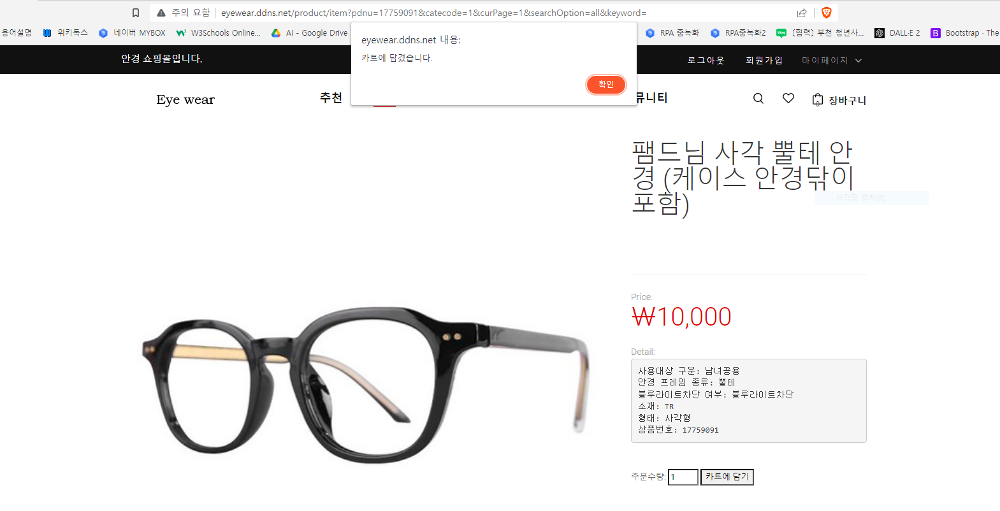 주의 요함 eyewear.ddns.net/product/item?pdnu=17759091&catecode=1&curPage=1&searchOption=all&keyword=
용어설명 위키독스 네이버 MYBOX W3Schools Online... AI - Google Drive RPA 줌녹화 RPA줌녹화2 (협력) 부천 청년사... DALL·E 2 Bootstrap · The
eyewear.ddns.net 내용:
카트에 담겼습니다.
확인
안경 쇼핑몰입니다. 로그아웃 회원가입 마이페이지
Eye wear 추천 뮤니티 0 장바구니
팸드님 사각 뿔테 안
경 (케이스 안경닦이
포함)
사각형 캡처(R)
Price:
₩10,000
Detail:
사용대상 구분: 남녀공용
안경 프레임 종류: 뿔테
블루라이트차단 여부: 블루라이트차단
소재: TR
형태: 사각형
상품번호: 17759091
주문수량: 1 카트에 담기